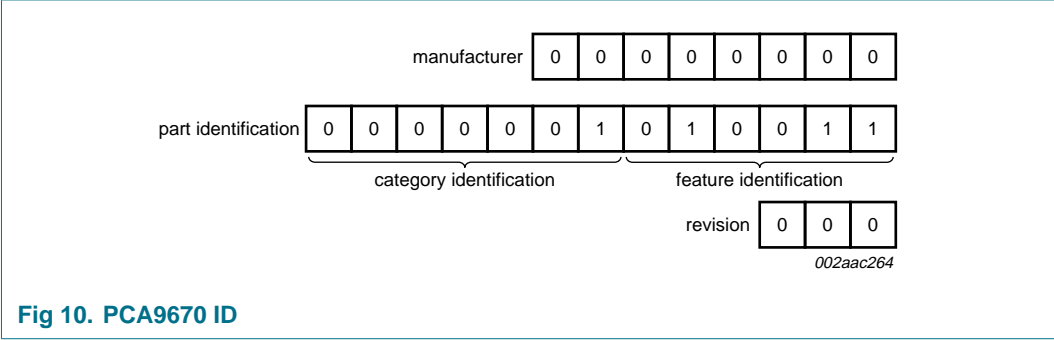 manufacturer 0 0 0 0 0 0 0 0
part identification 0 0 0 0 0 0 1 0 1 0 0 1 1
category identification feature identification
revision 0 0 0
002aac264
Fig 10. PCA9670 ID